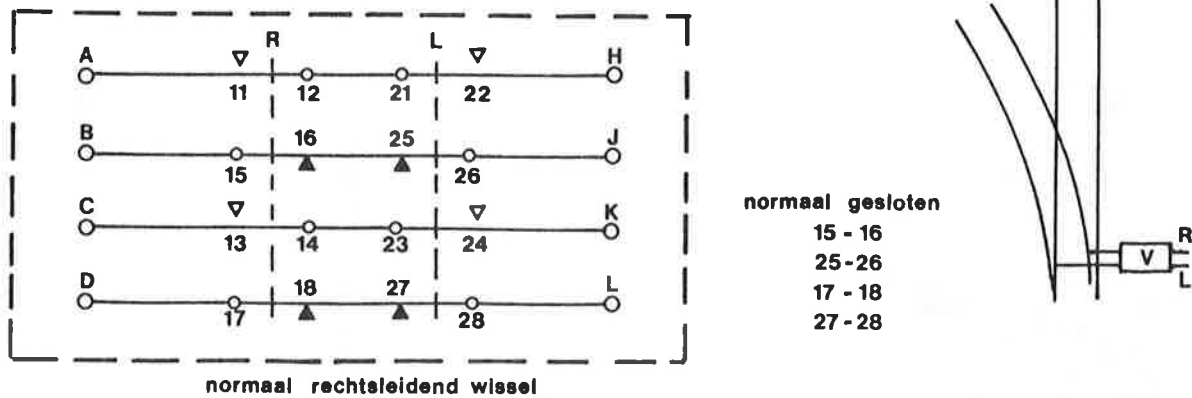 R L
A H
11 12 21 22
B 16 25 J
15 26
C K
13 14 23 24
D 18 27 L
17 28
normaal rechtsleidend wissel
normaal gesloten
15 - 16
25 - 26
17 - 18
27 - 28
V R
L